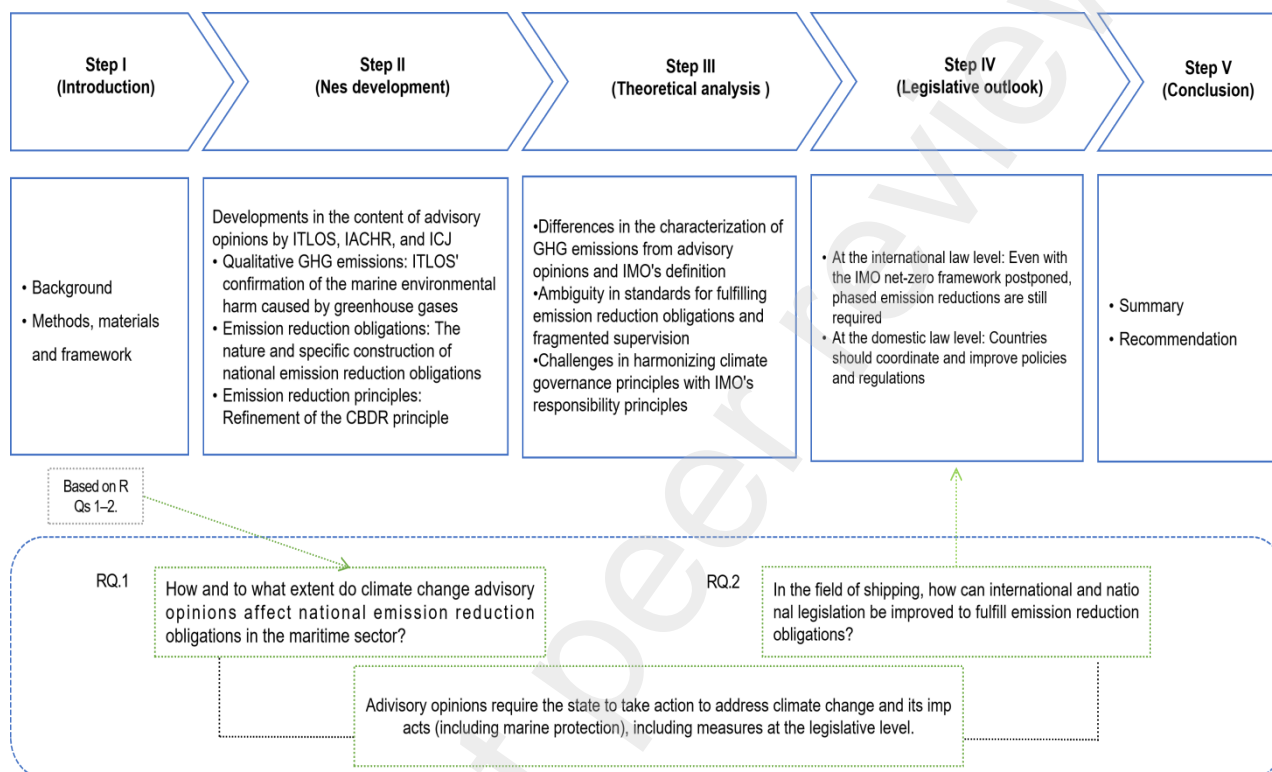 Step I
(Introduction)
Step II
(Nes development)
Step III
(Theoretical analysis )
Step IV
(Legislative outlook)
Step V
(Conclusion)
• Background
• Methods, materials
and framework
Developments in the content of advisory
opinions by ITLOS, IACHR, and ICJ
• Qualitative GHG emissions: ITLOS'
confirmation of the marine environmental
harm caused by greenhouse gases
• Emission reduction obligations: The
nature and specific construction of
national emission reduction obligations
• Emission reduction principles:
Refinement of the CBDR principle
•Differences in the characterization of
GHG emissions from advisory
opinions and IMO's definition
•Ambiguity in standards for fulfilling
emission reduction obligations and
fragmented supervision
•Challenges in harmonizing climate
governance principles with IMO's
responsibility principles
• At the international law level: Even with
the IMO net-zero framework postponed,
phased emission reductions are still
required
• At the domestic law level: Countries
should coordinate and improve policies
and regulations
• Summary
• Recommendation
Based on R
Qs 1–2.
RQ.1
How and to what extent do climate change advisory
opinions affect national emission reduction
obligations in the maritime sector?
RQ.2
In the field of shipping, how can international and natio
nal legislation be improved to fulfill emission reduction
obligations?
Adivisory opinions require the state to take action to address climate change and its imp
acts (including marine protection), including measures at the legislative level.
t peer review